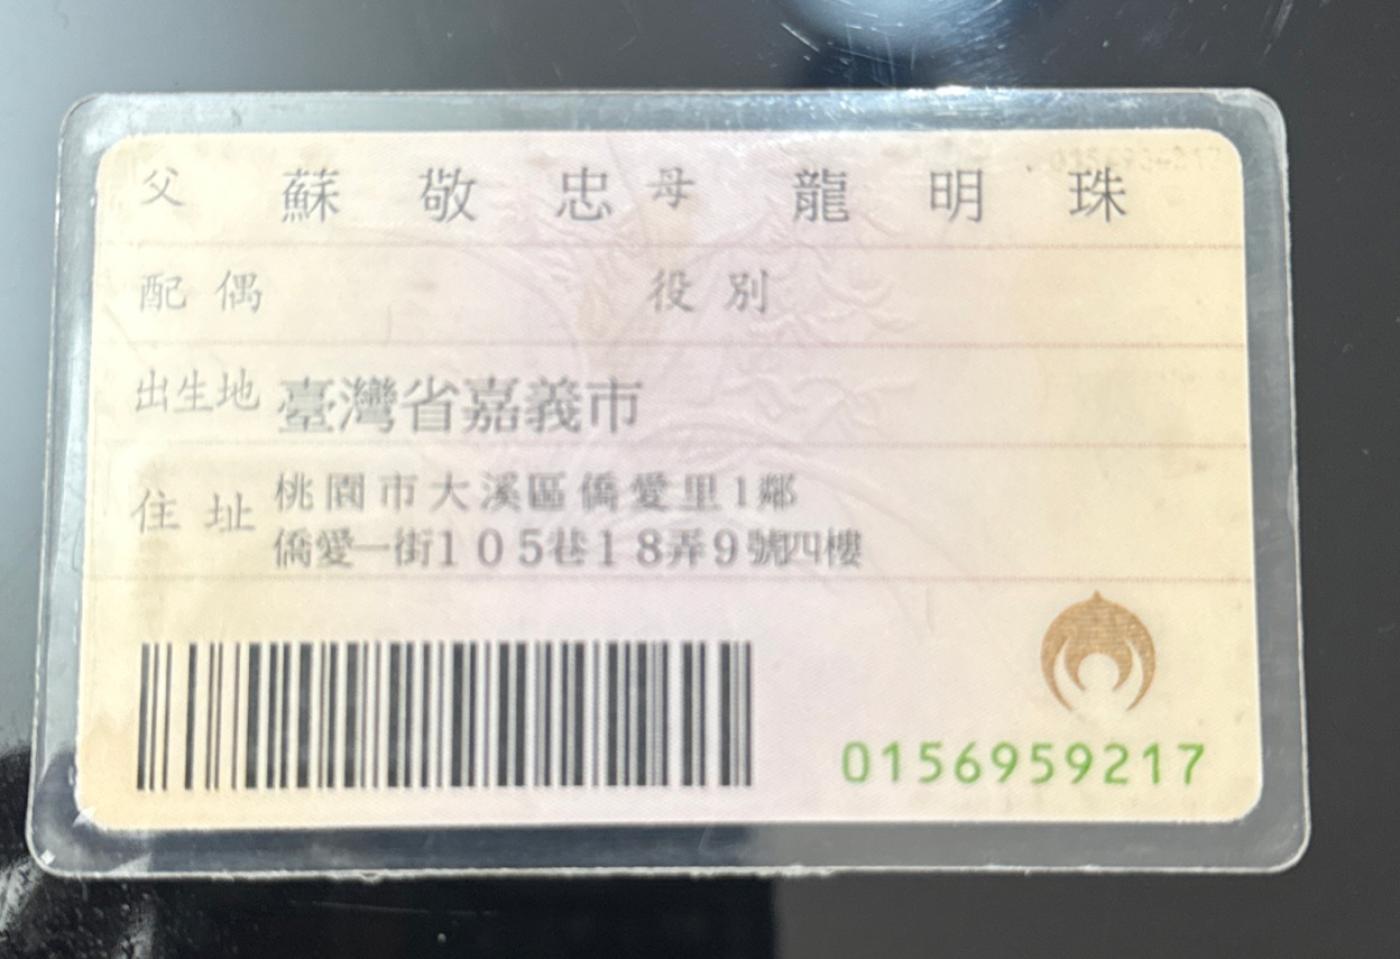 父 蘇敬忠 母 龍明珠
配偶 役別
出生地 臺灣省嘉義市
住址 桃園市大溪區僑愛里1鄰
僑愛一街105巷18弄9號四樓
0156959217